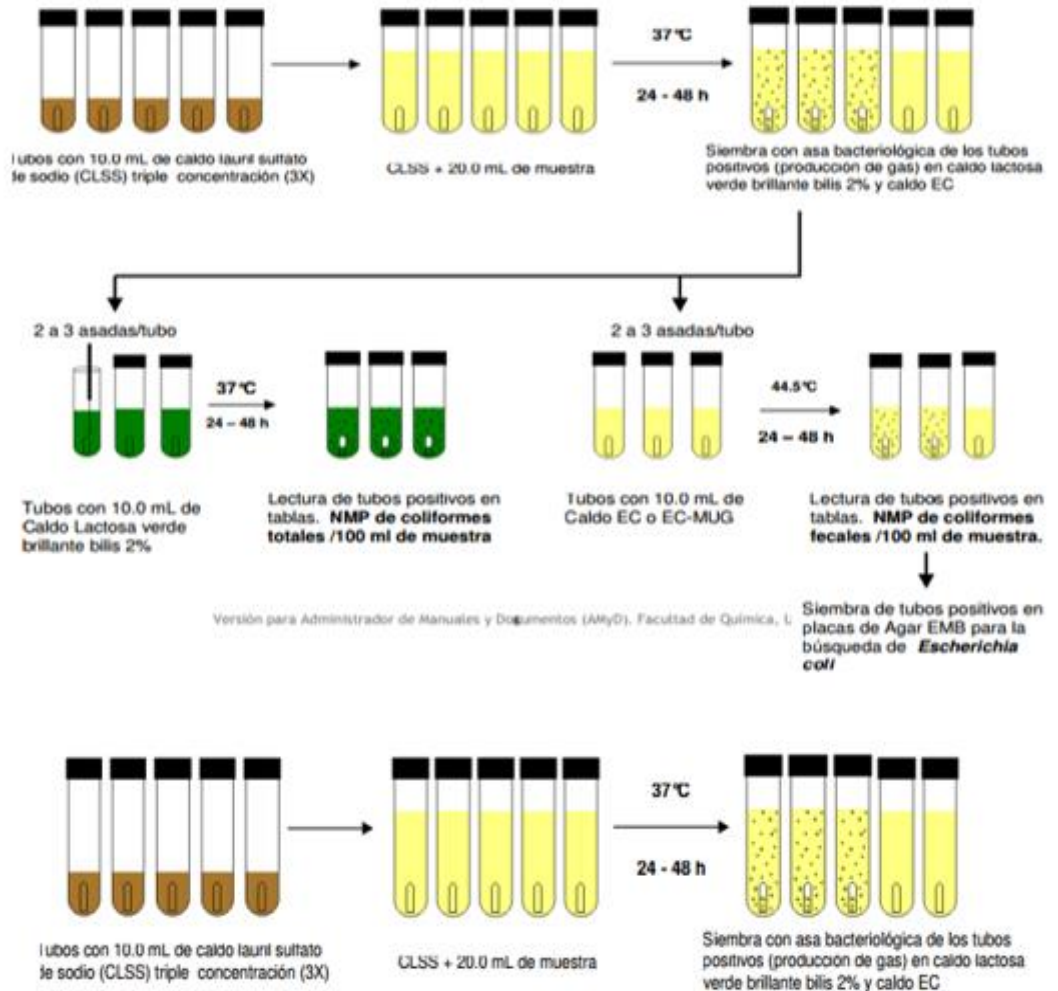 37°C
24 - 48 h
Tubos con 10.0 mL de caldo lauril sulfato
de sodio (CLSS) triple concentración (3X)
CLSS + 20.0 mL de muestra
Siembra con asa bacteriológica de los tubos
positivos (producción de gas) en caldo lactosa
verde brillante bilis 2% y caldo EC
2 a 3 asadas/tubo
37°C
24 – 48 h
Tubos con 10.0 mL de
Caldo Lactosa verde
brillante bilis 2%
Lectura de tubos positivos en
tablas. NMP de coliformes
totales /100 ml de muestra
2 a 3 asadas/tubo
44.5°C
24 – 48 h
Tubos con 10.0 mL de
Caldo EC o EC-MUG
Lectura de tubos positivos en
tablas. NMP de coliformes
fecales /100 ml de muestra.
Siembra de tubos positivos en
placas de Agar EMB para la
búsqueda de Escherichia
coli
Versión para Administrador de Manuales y Documentos (AMyD). Facultad de Química, U
37°C
24 - 48 h
Tubos con 10.0 mL de caldo lauril sulfato
de sodio (CLSS) triple concentración (3X)
CLSS + 20.0 mL de muestra
Siembra con asa bacteriológica de los tubos
positivos (producción de gas) en caldo lactosa
verde brillante bilis 2% y caldo EC